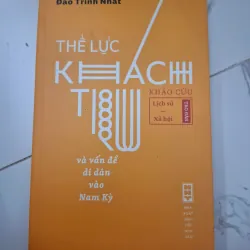 Đào Trinh Nhất
THẾ LỰC
KHÁCH
TRÚ
KHẢO CỨU
Lịch sử
Xã hội
và vấn đề
di dân
vào
Nam Kỳ